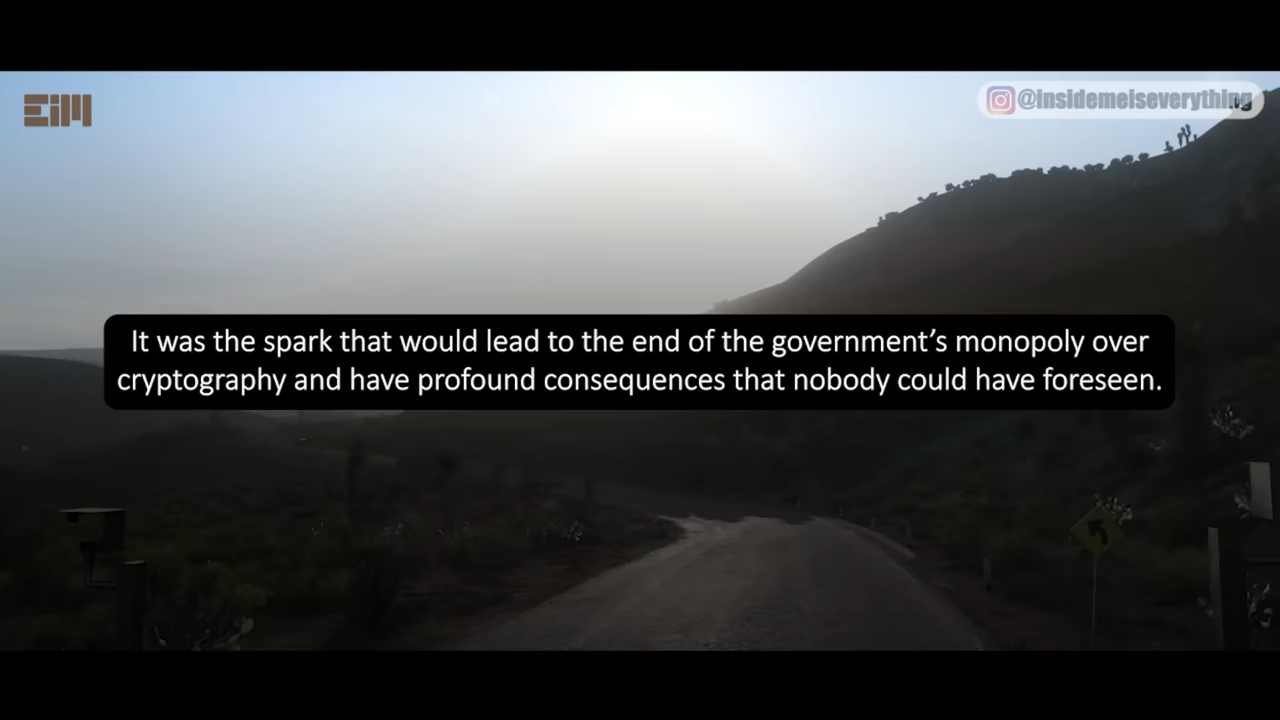 EiM
@insidemeiseverything
It was the spark that would lead to the end of the government’s monopoly over
cryptography and have profound consequences that nobody could have foreseen.